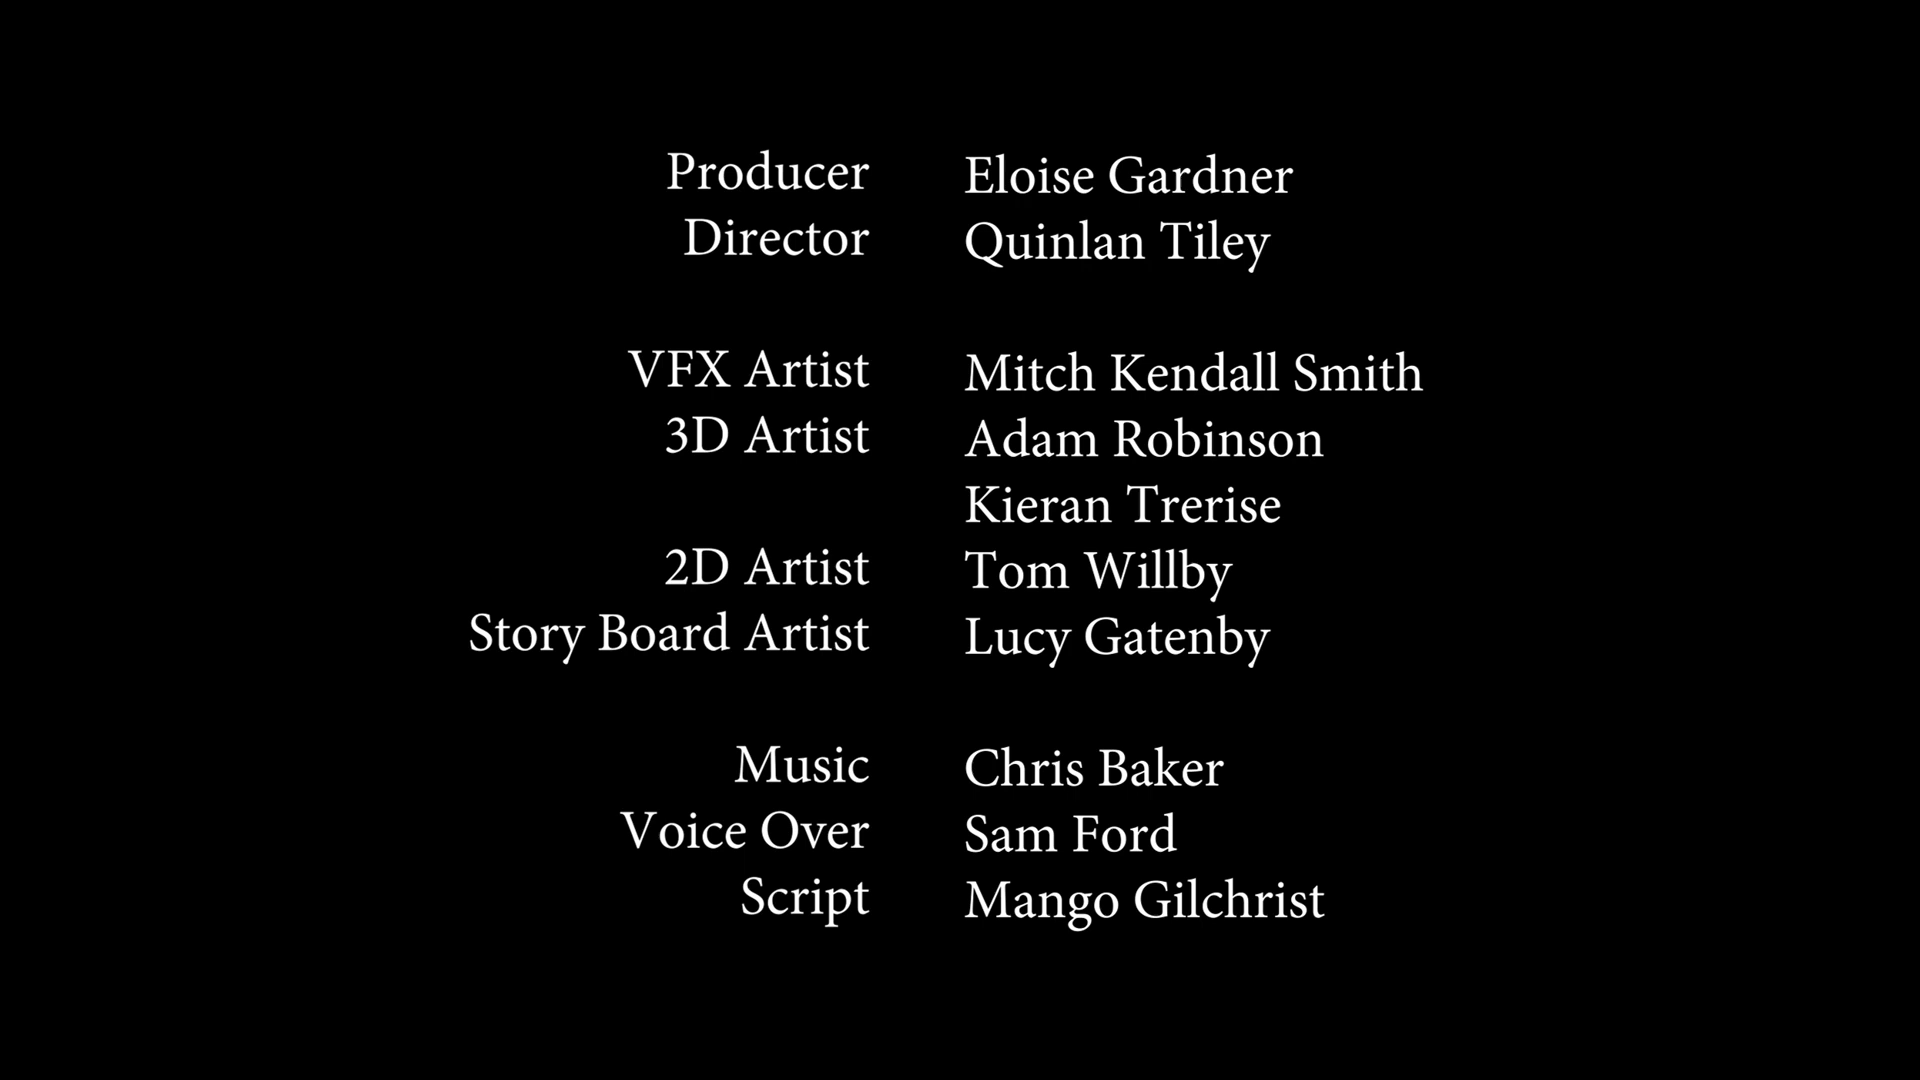 Producer Eloise Gardner
Director Quinlan Tiley
VFX Artist Mitch Kendall Smith
3D Artist Adam Robinson
Kieran Trerise
2D Artist Tom Willby
Story Board Artist Lucy Gatenby
Music Chris Baker
Voice Over Sam Ford
Script Mango Gilchrist